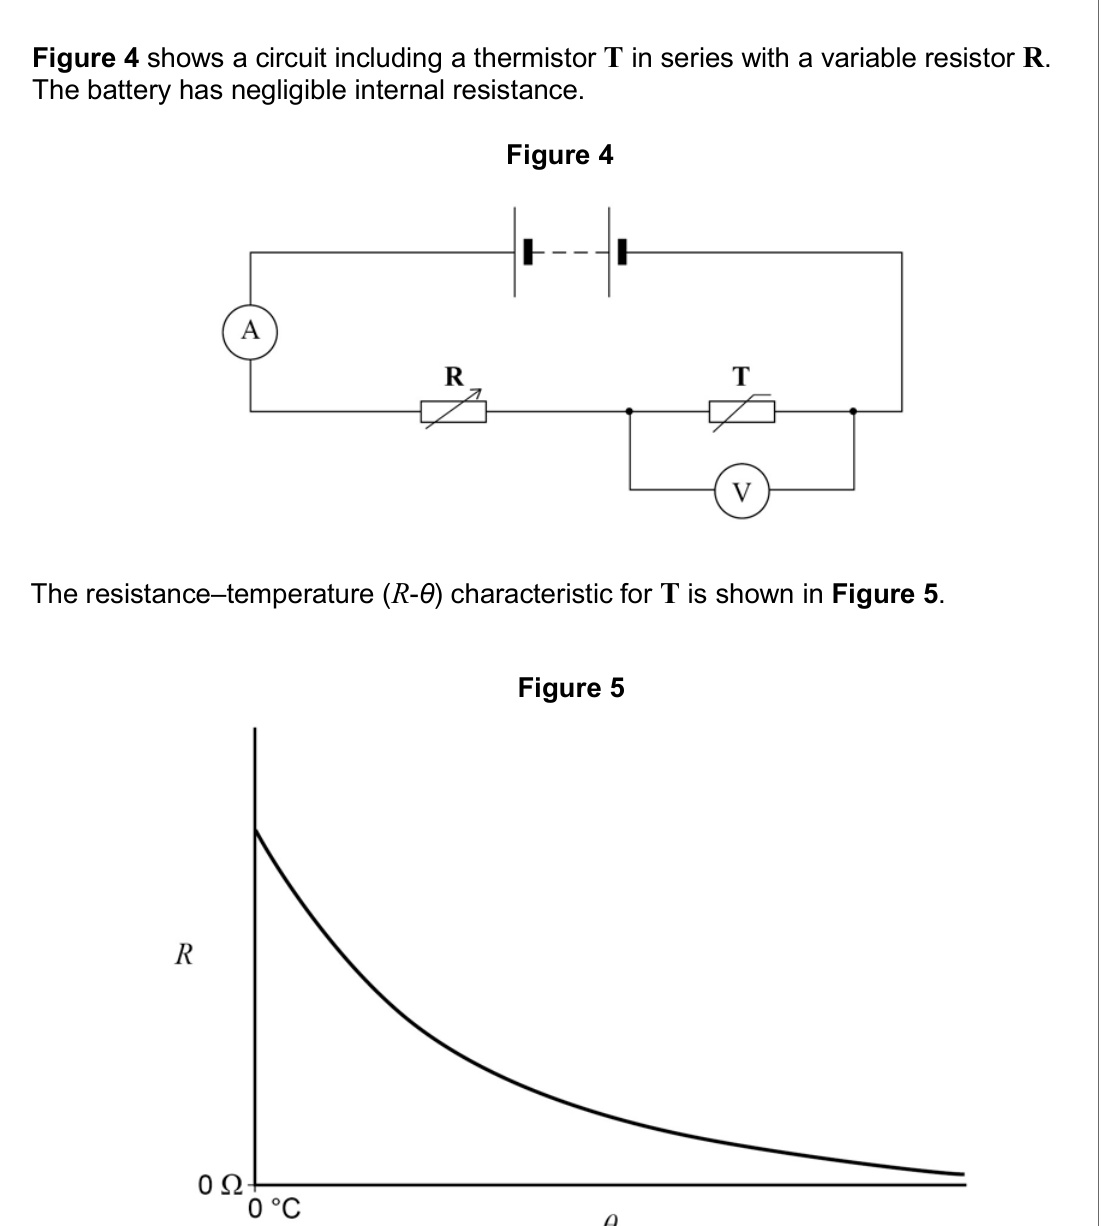 Figure 4 shows a circuit including a thermistor T in series with a variable resistor R.
The battery has negligible internal resistance.
Figure 4
A
R
T
V
The resistance–temperature (R-θ) characteristic for T is shown in Figure 5.
Figure 5
R
0 Ω
0 °C
θ